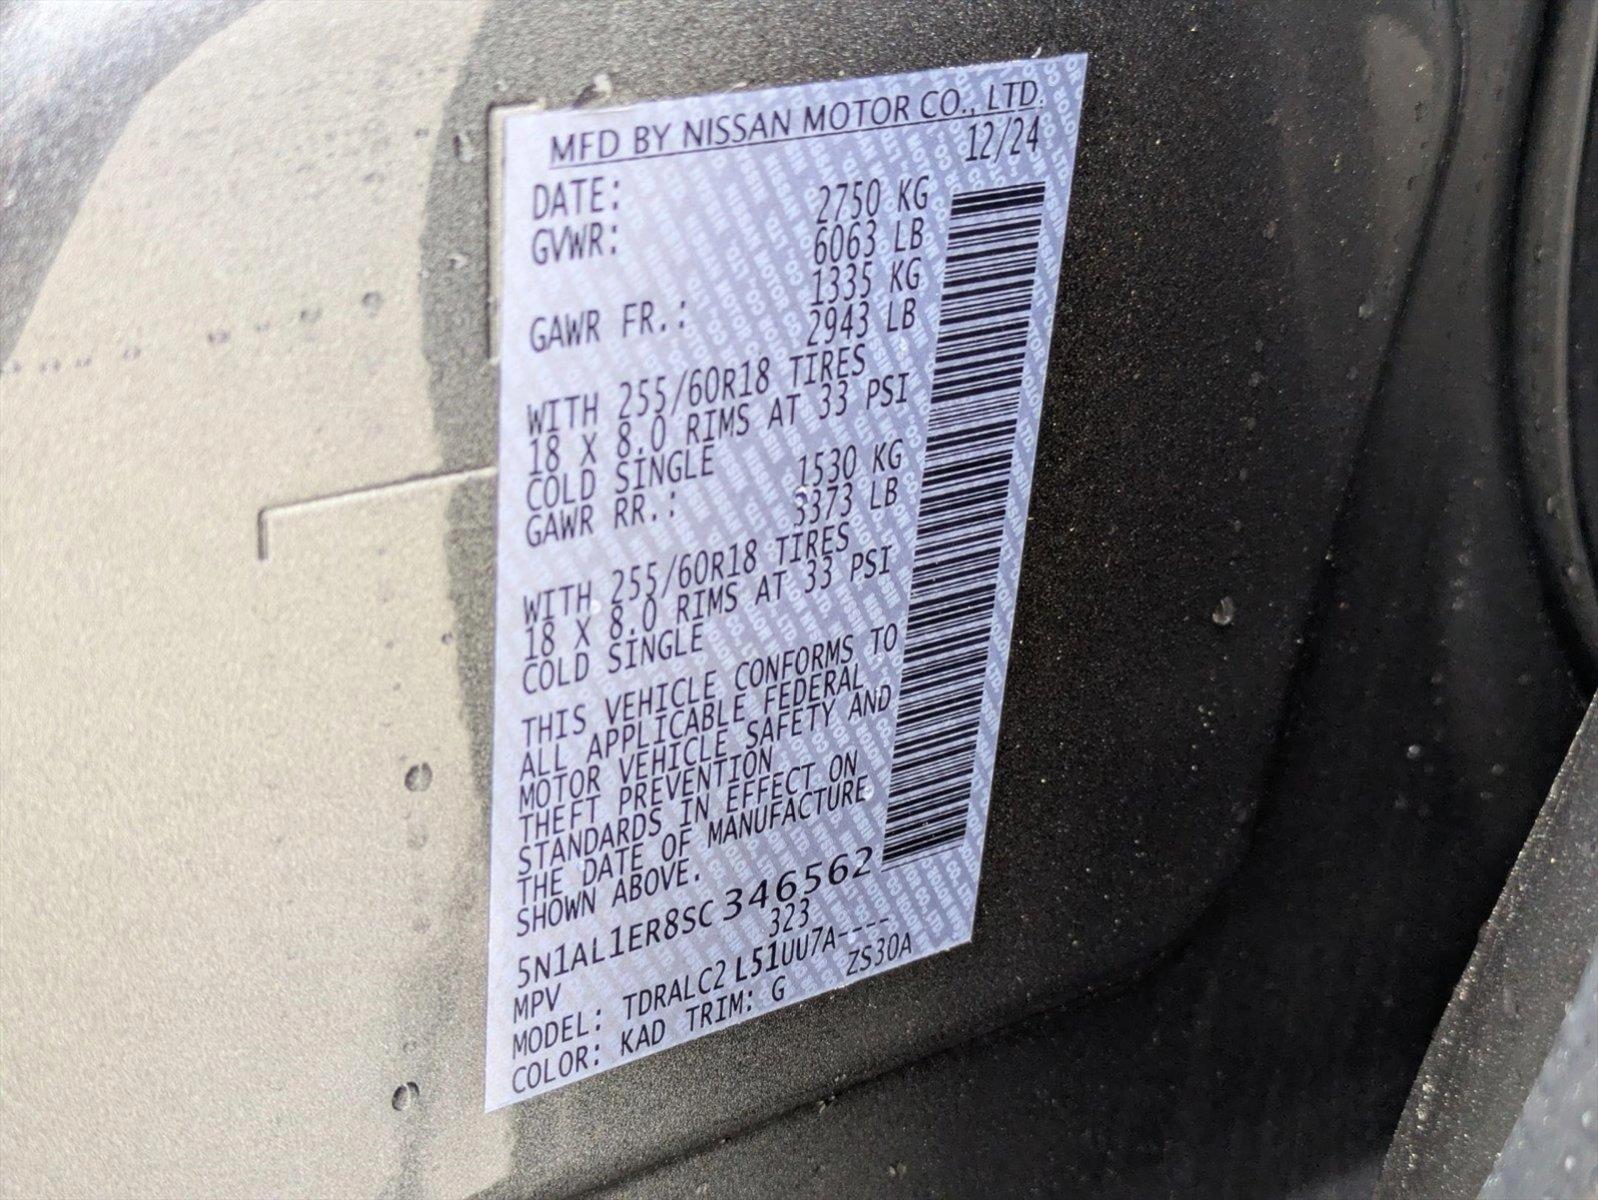 MFD BY NISSAN MOTOR CO., LTD.
DATE: 12/24
GVWR: 2750 KG
6063 LB
GAWR FR.: 1335 KG
2943 LB
WITH 255/60R18 TIRES
18 X 8.0 RIMS AT 33 PSI
COLD SINGLE
GAWR RR.: 1530 KG
3373 LB
WITH 255/60R18 TIRES
18 X 8.0 RIMS AT 33 PSI
COLD SINGLE
THIS VEHICLE CONFORMS TO
ALL APPLICABLE FEDERAL
MOTOR VEHICLE SAFETY AND
THEFT PREVENTION
STANDARDS IN EFFECT ON
THE DATE OF MANUFACTURE
SHOWN ABOVE.
5N1AL1ER8SC346562
MPV 323
MODEL: TDRALC2 L51UU7A----
COLOR: KAD TRIM: G ZS30A